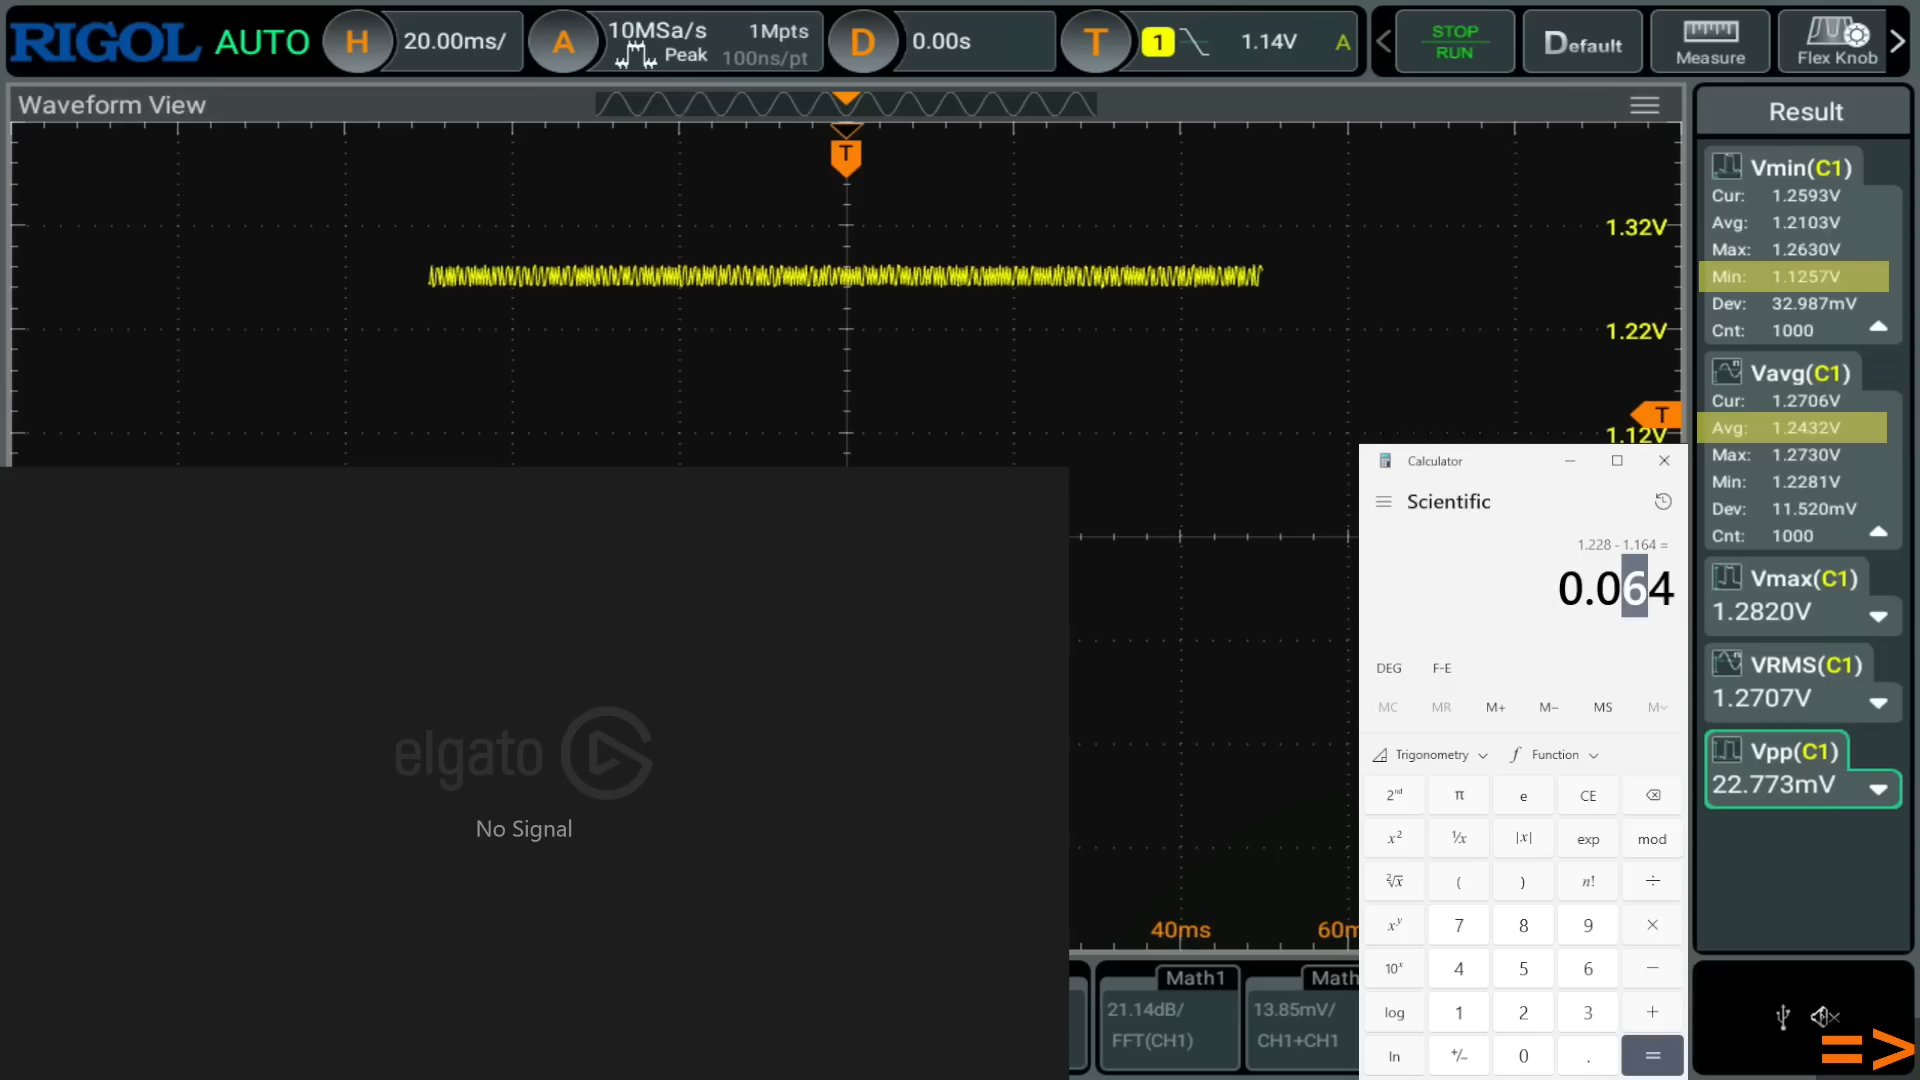 RIGOL AUTO H 20.00ms/ A 10MSa/s Peak 1Mpts 100ns/pt D 0.00s T 1 1.14V A STOP RUN Default Measure Flex Knob
Waveform View
T
1.32V
1.22V
T
1.12V
Result
Vmin(C1)
Cur: 1.2593V
Avg: 1.2103V
Max: 1.2630V
Min: 1.1257V
Dev: 32.987mV
Cnt: 1000
Vavg(C1)
Cur: 1.2706V
Avg: 1.2432V
Max: 1.2730V
Min: 1.2281V
Dev: 11.520mV
Cnt: 1000
Vmax(C1)
1.2820V
VRMS(C1)
1.2707V
Vpp(C1)
22.773mV
elgato
No Signal
Calculator
Scientific
1.228 - 1.164 =
0.064
DEG F-E
MC MR M+ M− MS M
Trigonometry f Function
2nd π e CE
x² ¹/x |x| exp mod
²√x ( ) n! ÷
xʸ 7 8 9 ×
10ˣ 4 5 6 −
log 1 2 3 +
ln +/− 0 . =
40ms 60m
Math1
21.14dB/
FFT(CH1)
Math
13.85mV/
CH1+CH1
=>